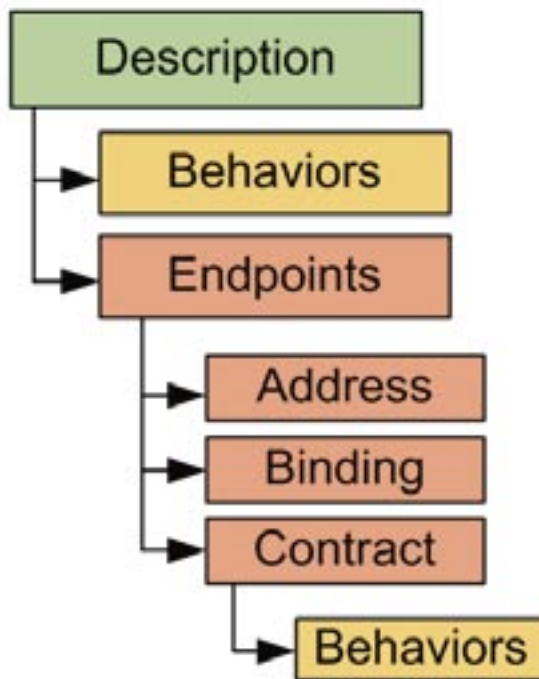 Description
Behaviors
Endpoints
Address
Binding
Contract
Behaviors